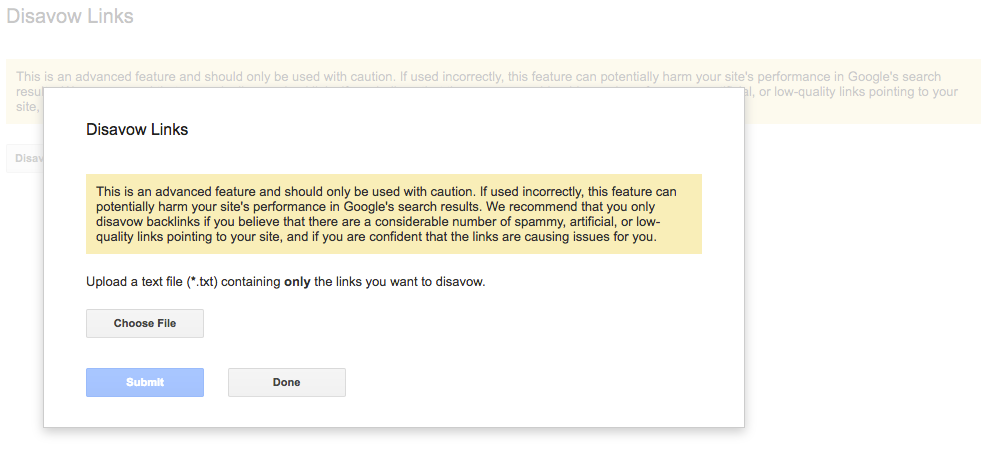 Disavow Links
This is an advanced feature and should only be used with caution. If used incorrectly, this feature can potentially harm your site's performance in Google's search
or low-quality links pointing to your
site,
Disavow Links
This is an advanced feature and should only be used with caution. If used incorrectly, this feature can
potentially harm your site's performance in Google's search results. We recommend that you only
disavow backlinks if you believe that there are a considerable number of spammy, artificial, or low-
quality links pointing to your site, and if you are confident that the links are causing issues for you.
Upload a text file (*.txt) containing only the links you want to disavow.
Choose File
Submit
Done